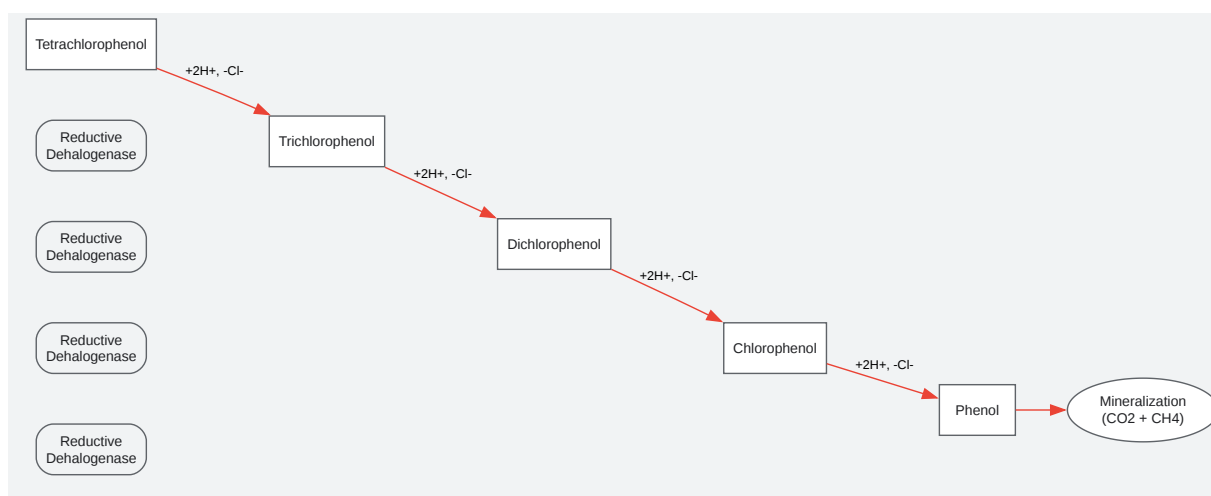 Tetrachlorophenol
+2H+, -Cl-
Reductive
Dehalogenase
Trichlorophenol
+2H+, -Cl-
Reductive
Dehalogenase
Dichlorophenol
+2H+, -Cl-
Reductive
Dehalogenase
Chlorophenol
+2H+, -Cl-
Phenol
Mineralization
(CO2 + CH4)
Reductive
Dehalogenase